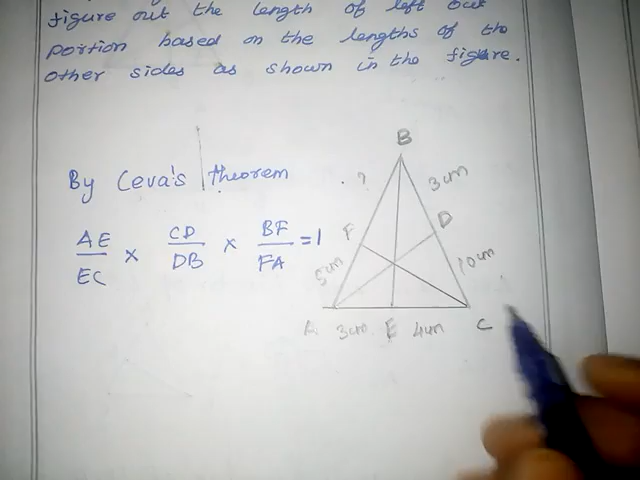 figure out the length of left out
portion based on the lengths of the
other sides as shown in the figure.
B
By Ceva's theorem
? 3cm
F D
AE/EC × CD/DB × BF/FA = 1
5cm 10cm
A 3cm E 4cm C